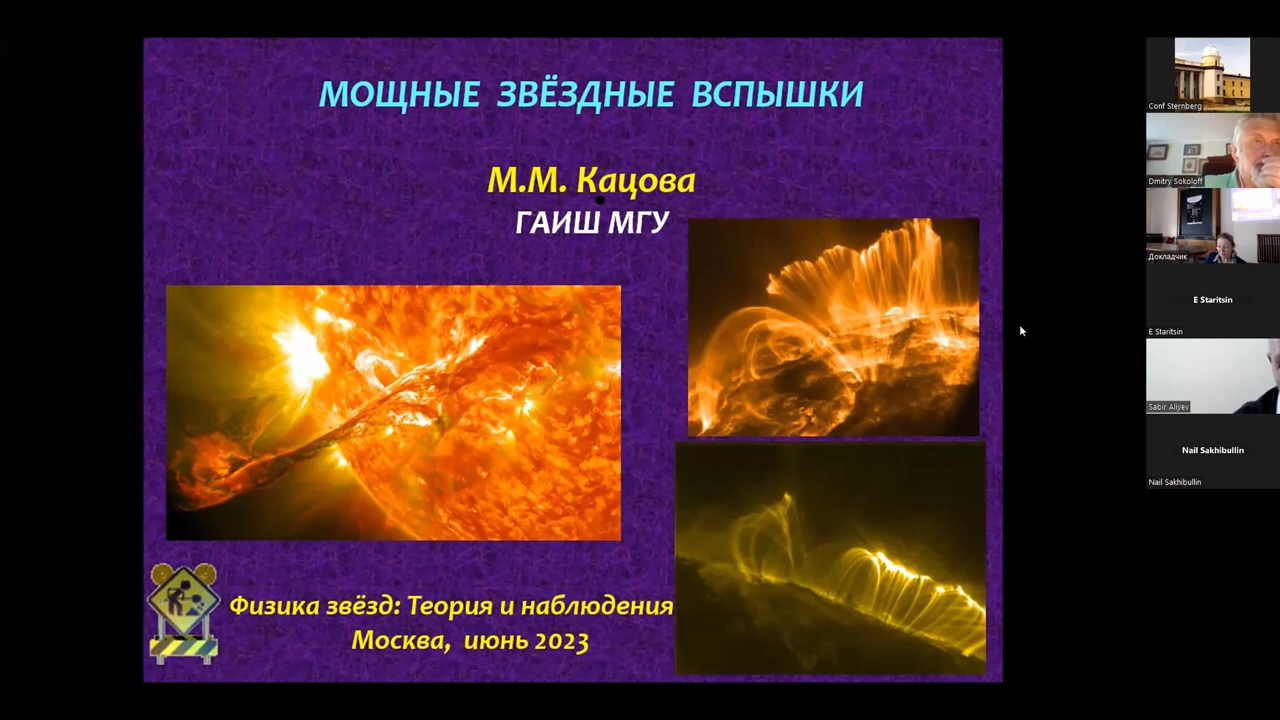 МОЩНЫЕ ЗВЁЗДНЫЕ ВСПЫШКИ
М.М. Кацова
ГАИШ МГУ
Физика звёзд: Теория и наблюдения
Москва, июнь 2023
Conf Sternberg
Dmitry Sokoloff
Докладчик
E Staritsin
E Staritsin
Sabir Aliyev
Nail Sakhibullin
Nail Sakhibullin